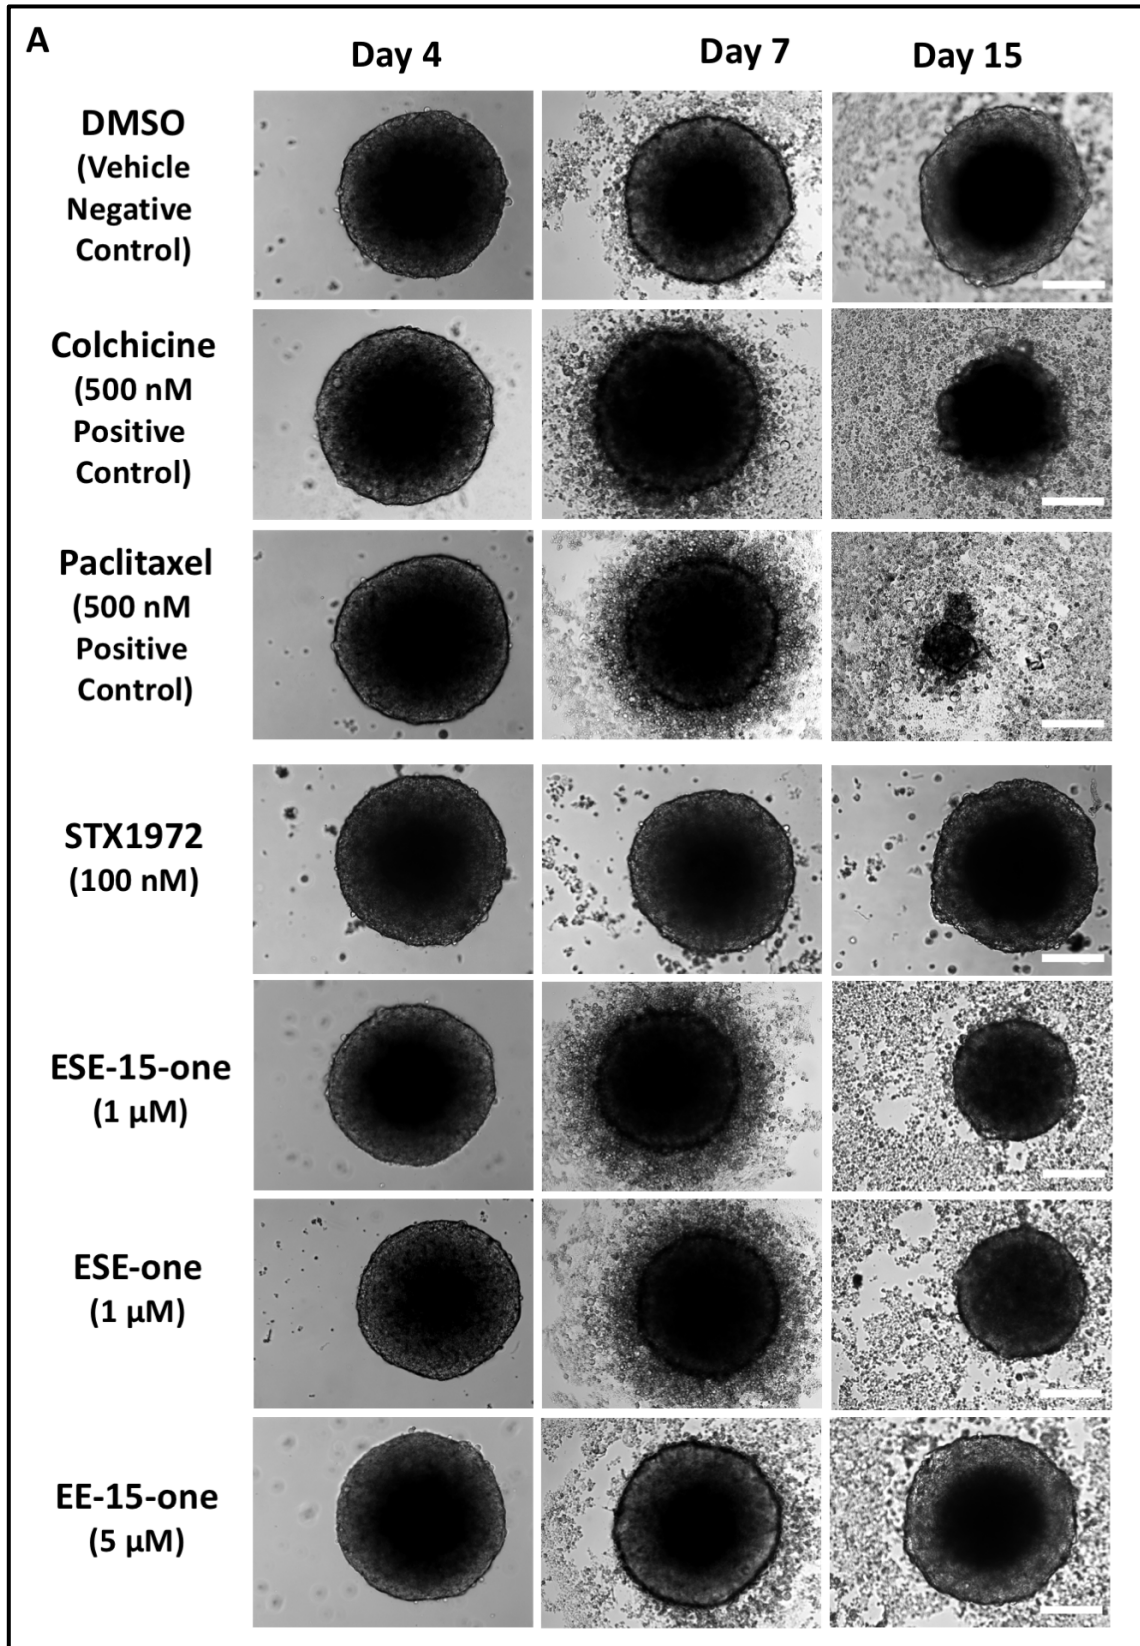 A
Day 4
Day 7
Day 15
DMSO
(Vehicle
Negative
Control)
Colchicine
(500 nM
Positive
Control)
Paclitaxel
(500 nM
Positive
Control)
STX1972
(100 nM)
ESE-15-one
(1 µM)
ESE-one
(1 µM)
EE-15-one
(5 µM)